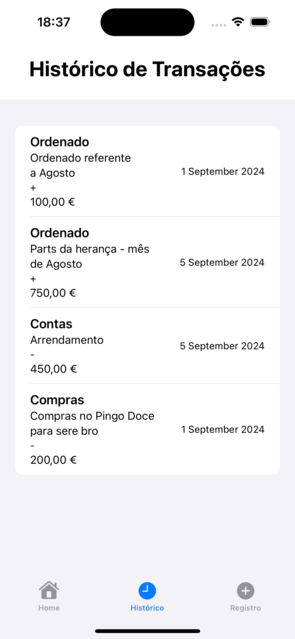 18:37
Histórico de Transações
Ordenado
Ordenado referente
a Agosto
+
100,00 €
1 September 2024
Ordenado
Parts da herança - mês
de Agosto
+
750,00 €
5 September 2024
Contas
Arrendamento
-
450,00 €
5 September 2024
Compras
Compras no Pingo Doce
para sere bro
-
200,00 €
1 September 2024
Home
Histórico
Registro